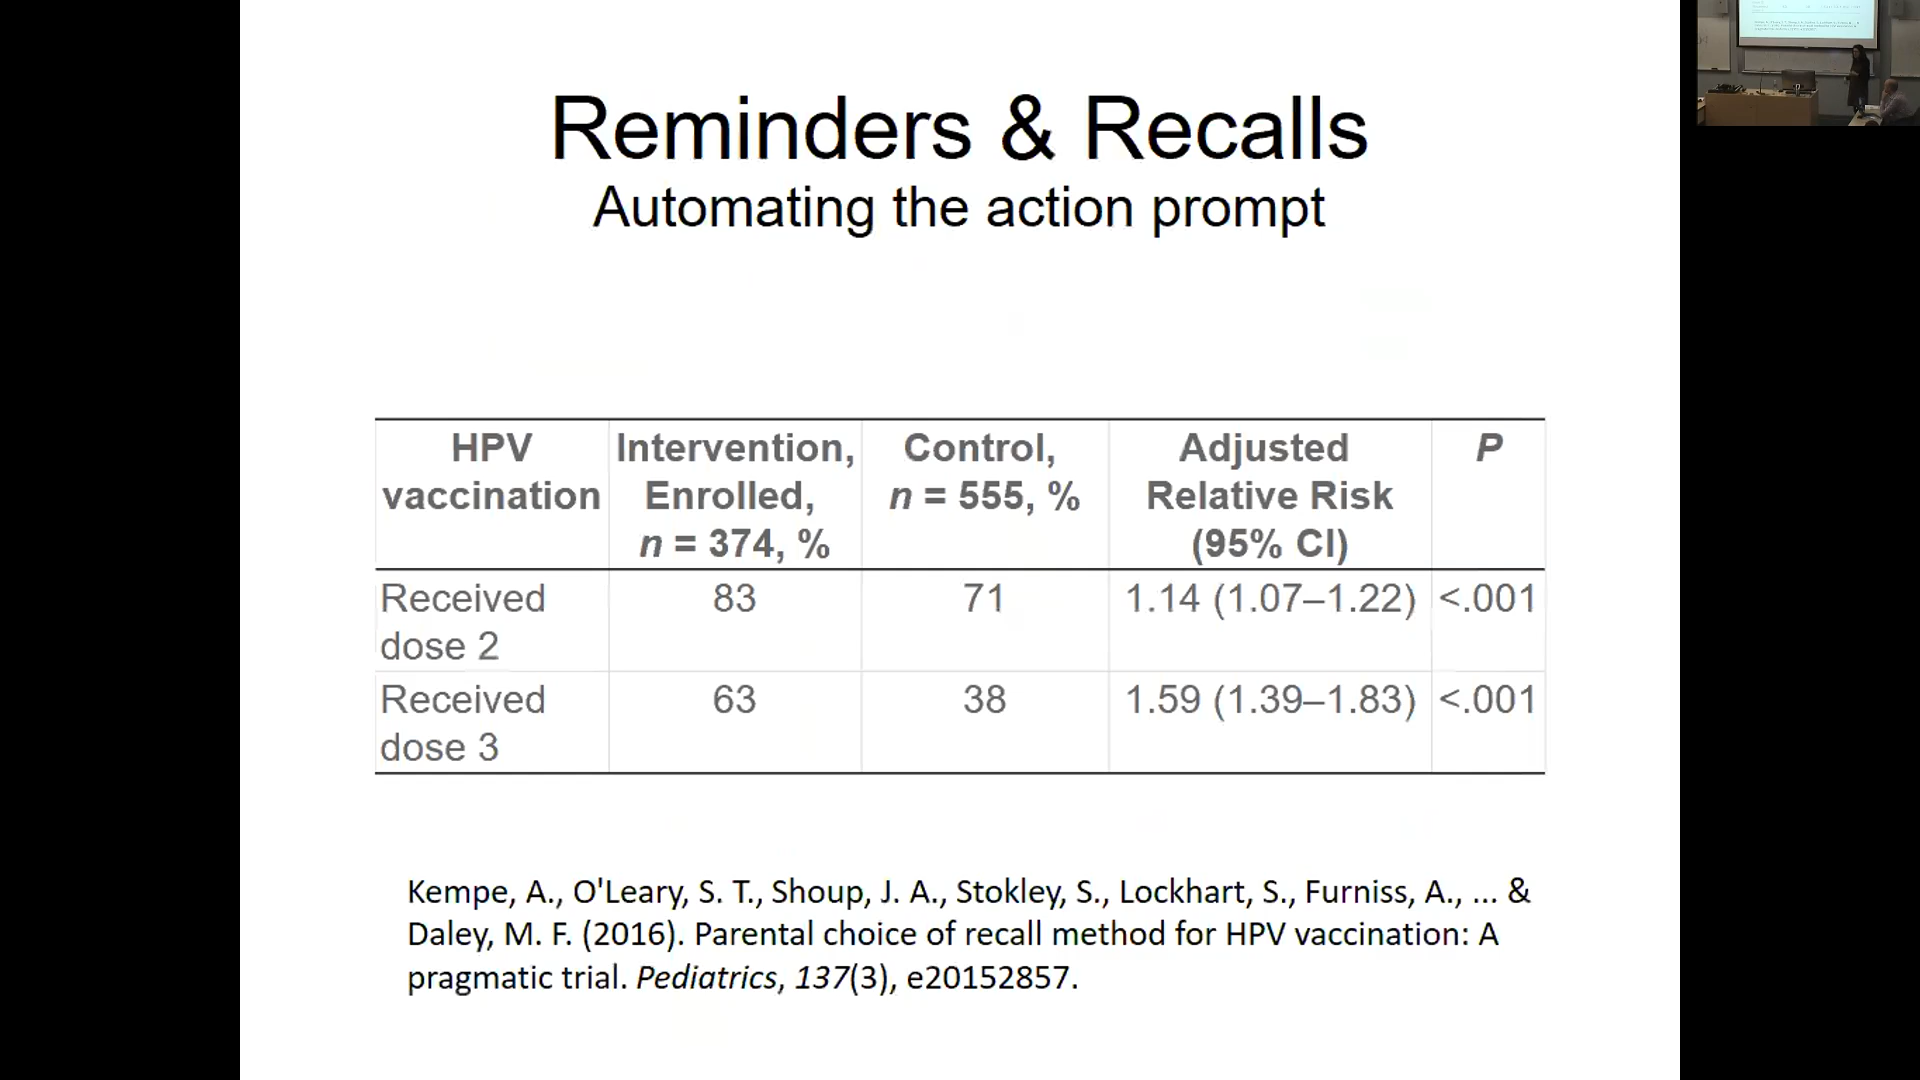 Reminders & Recalls
Automating the action prompt
HPV vaccination
Intervention, Enrolled, n = 374, %
Control, n = 555, %
Adjusted Relative Risk (95% CI)
P
Received dose 2
83
71
1.14 (1.07–1.22)
<.001
Received dose 3
63
38
1.59 (1.39–1.83)
<.001
Kempe, A., O'Leary, S. T., Shoup, J. A., Stokley, S., Lockhart, S., Furniss, A., ... &
Daley, M. F. (2016). Parental choice of recall method for HPV vaccination: A
pragmatic trial. Pediatrics, 137(3), e20152857.